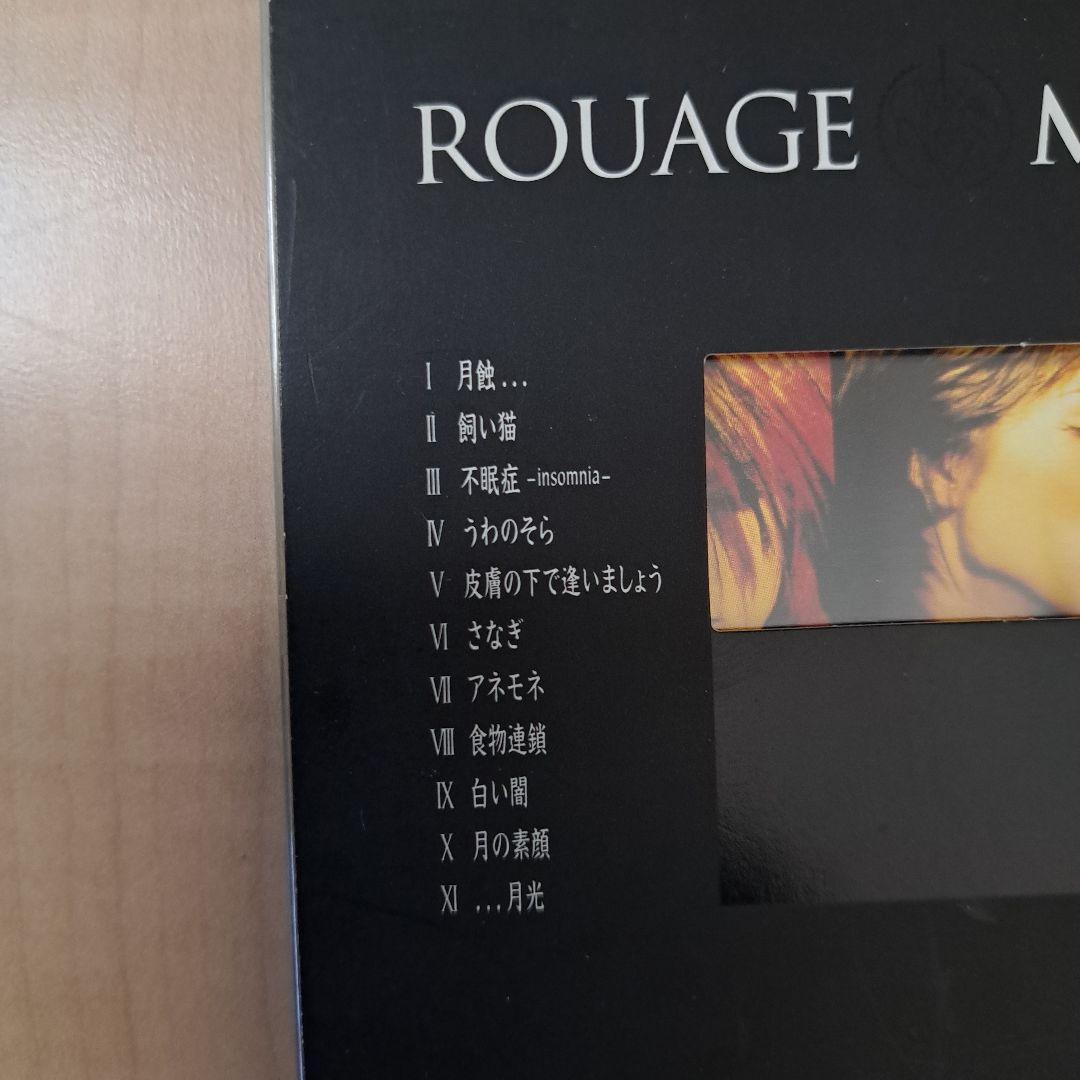 ROUAGE M
I 月蝕...
II 飼い猫
III 不眠症 -insomnia-
IV うわのそら
V 皮膚の下で逢いましょう
VI さなぎ
VII アネモネ
VIII 食物連鎖
IX 白い闇
X 月の素顔
XI ...月光